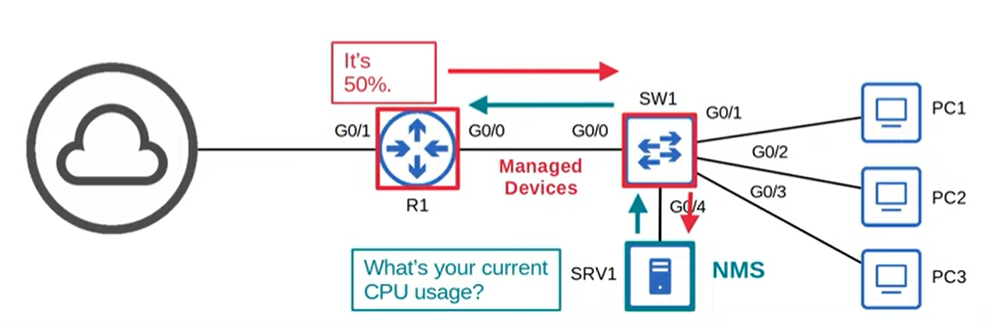 It's
50%.
SW1
G0/1
PC1
G0/1
G0/0
G0/0
G0/2
Managed
Devices
R1
G0/3
PC2
G0/4
What's your current
CPU usage?
SRV1
NMS
PC3